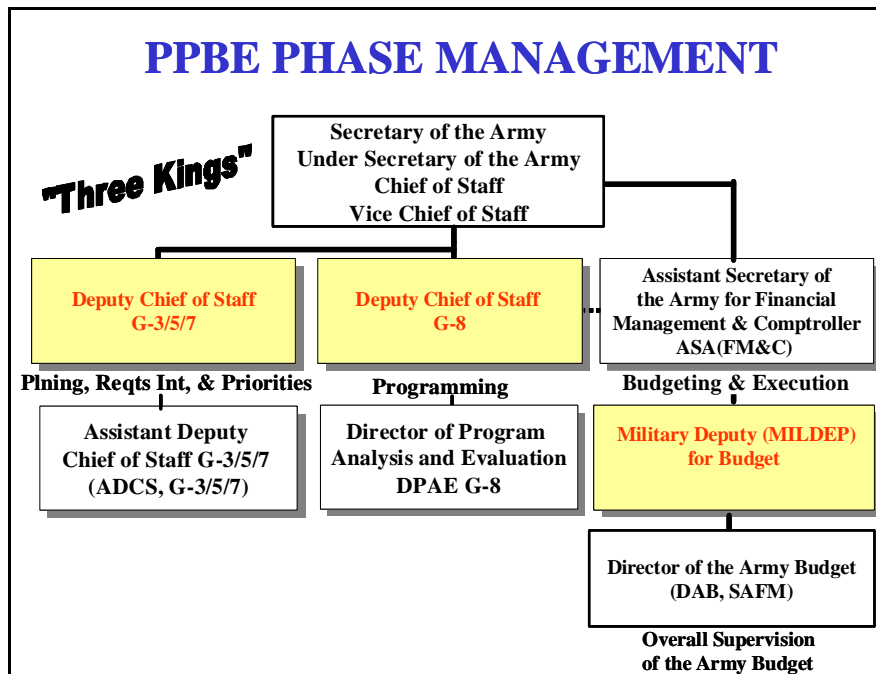 PPBE PHASE MANAGEMENT
"Three Kings"
Secretary of the Army
Under Secretary of the Army
Chief of Staff
Vice Chief of Staff
Deputy Chief of Staff
G-3/5/7
Deputy Chief of Staff
G-8
Assistant Secretary of
the Army for Financial
Management & Comptroller
ASA(FM&C)
Plning, Reqts Int, & Priorities
Programming
Budgeting & Execution
Assistant Deputy
Chief of Staff G-3/5/7
(ADCS, G-3/5/7)
Director of Program
Analysis and Evaluation
DPAE G-8
Military Deputy (MILDEP)
for Budget
Director of the Army Budget
(DAB, SAFM)
Overall Supervision
of the Army Budget